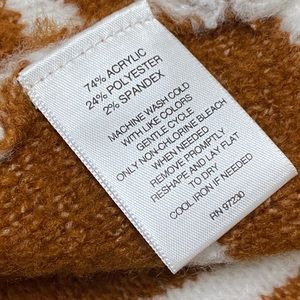 74% ACRYLIC
24% POLYESTER
2% SPANDEX
MACHINE WASH COLD
WITH LIKE COLORS
GENTLE CYCLE
ONLY NON-CHLORINE BLEACH
WHEN NEEDED
REMOVE PROMPTLY
RESHAPE AND LAY FLAT
TO DRY
COOL IRON IF NEEDED
RN 97230